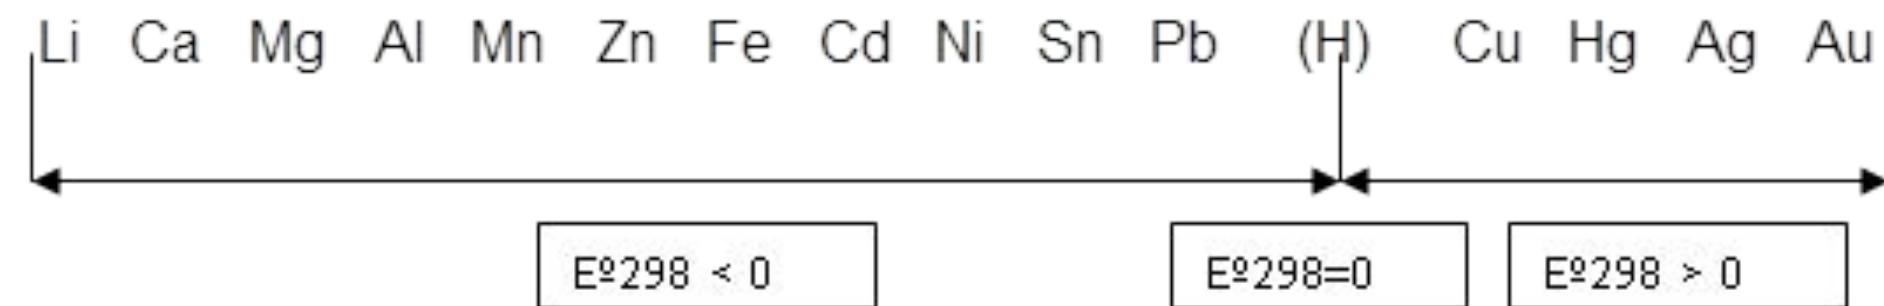 Li Ca Mg Al Mn Zn Fe Cd Ni Sn Pb (H) Cu Hg Ag Au
Eº298 < 0 Eº298=0 Eº298 > 0